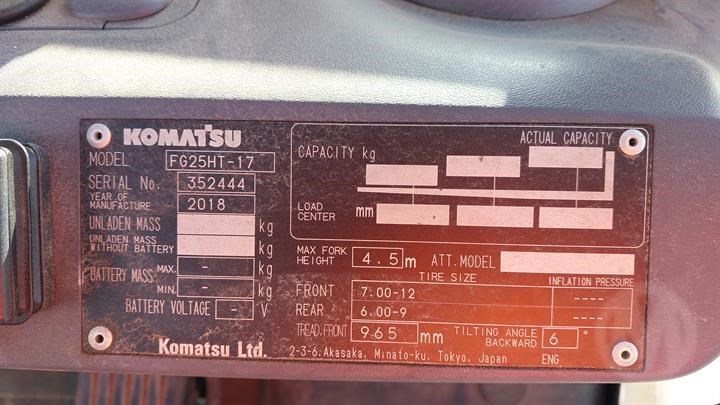 KOMATSU
MODEL FG25HT-17
SERIAL No. 352444
YEAR OF MANUFACTURE 2018
UNLADEN MASS kg
UNLADEN MASS WITHOUT BATTERY kg
BATTERY MASS MAX. - kg
MIN. - kg
BATTERY VOLTAGE - V
Komatsu Ltd.
ACTUAL CAPACITY
CAPACITY kg
LOAD CENTER mm
MAX FORK HEIGHT 4.5 m ATT. MODEL
TIRE SIZE INFLATION PRESSURE
FRONT 7.00-12 ----
REAR 6.00-9 ----
TREAD.FRONT 965 mm TILTING ANGLE BACKWARD 6 °
2-3-6.Akasaka, Minato-ku, Tokyo, Japan ENG